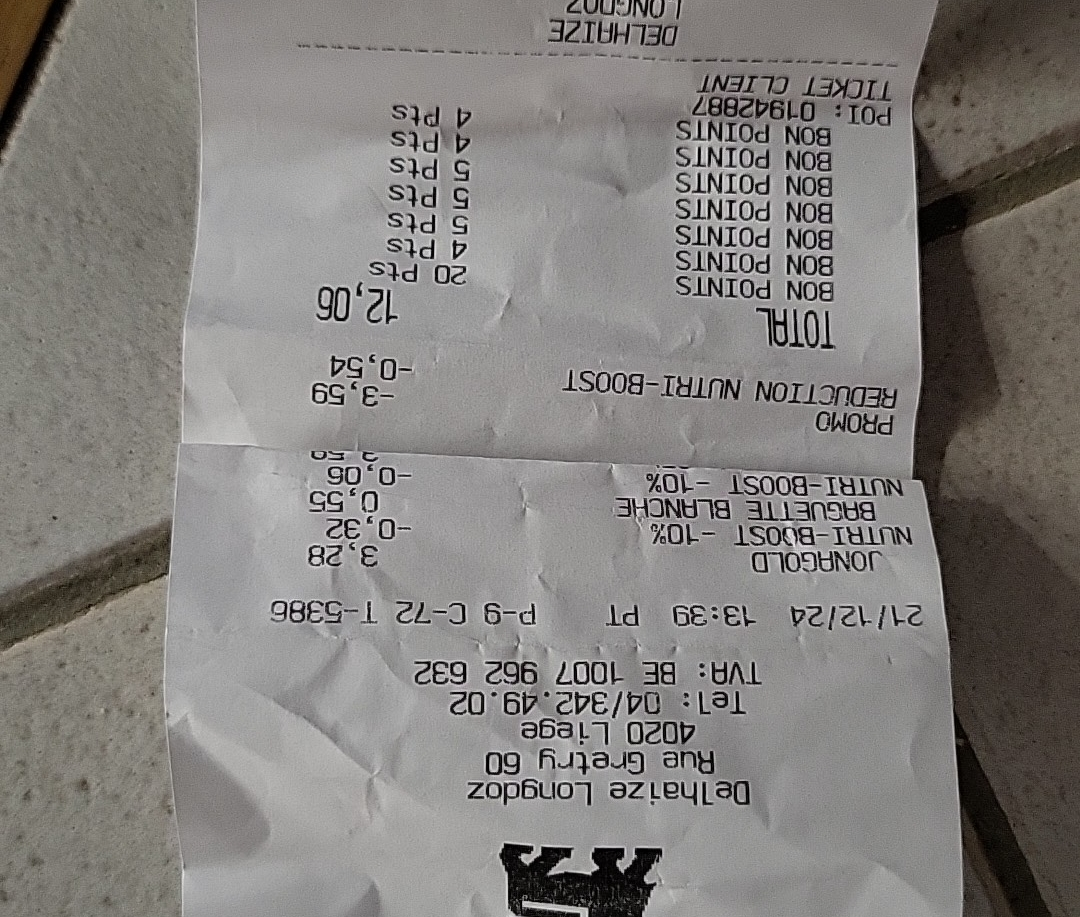 Delhaize Longdoz
Rue Gretry 60
4020 Liege
Tel: 04/342.49.02
TVA: BE 1007 962 632
21/12/24 13:39 PT P-9 C-72 T-5386
JONAGOLD 3,28
NUTRI-BOOST -10% -0,32
BAGUETTE BLANCHE 0,55
NUTRI-BOOST -10% -0,06
PROMO -3,59
REDUCTION NUTRI-BOOST -0,54
TOTAL 12,06
BON POINTS 20 Pts
BON POINTS 4 Pts
BON POINTS 5 Pts
BON POINTS 5 Pts
BON POINTS 5 Pts
BON POINTS 4 Pts
BON POINTS 4 Pts
POI: 01942887
TICKET CLIENT
DELHAIZE
LONGDOZ